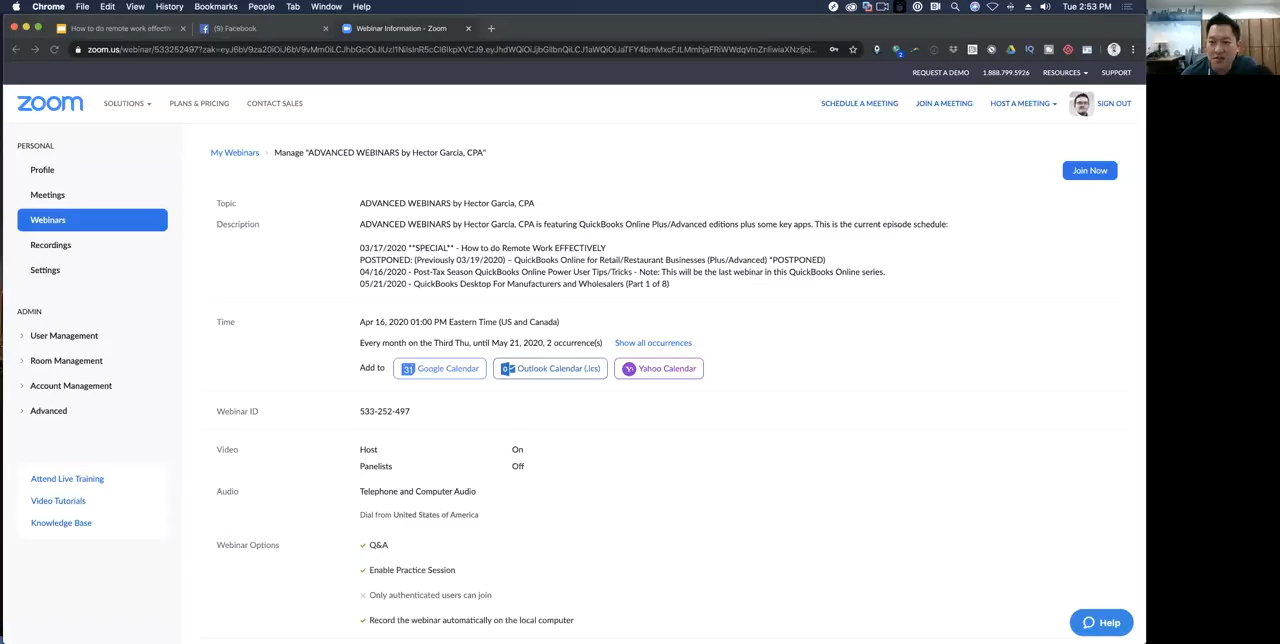 Chrome File Edit View History Bookmarks People Tab Window Help Tue 2:53 PM
How to do remote work effectiv (9) Facebook Webinar Information - Zoom
REQUEST A DEMO 1.888.799.5926 RESOURCES SUPPORT
zoom SOLUTIONS PLANS & PRICING CONTACT SALES SCHEDULE A MEETING JOIN A MEETING HOST A MEETING SIGN OUT
PERSONAL
Profile
Meetings
Webinars
Recordings
Settings
ADMIN
User Management
Room Management
Account Management
Advanced
Attend Live Training
Video Tutorials
Knowledge Base
My Webinars > Manage "ADVANCED WEBINARS by Hector Garcia, CPA"
Join Now
Topic ADVANCED WEBINARS by Hector Garcia, CPA
Description ADVANCED WEBINARS by Hector Garcia, CPA is featuring QuickBooks Online Plus/Advanced editions plus some key apps. This is the current episode schedule:
03/17/2020 **SPECIAL** - How to do Remote Work EFFECTIVELY
POSTPONED: (Previously 03/19/2020) – QuickBooks Online for Retail/Restaurant Businesses (Plus/Advanced) *POSTPONED)
04/16/2020 - Post-Tax Season QuickBooks Online Power User Tips/Tricks - Note: This will be the last webinar in this QuickBooks Online series.
05/21/2020 - QuickBooks Desktop For Manufacturers and Wholesalers (Part 1 of 8)
Time Apr 16, 2020 01:00 PM Eastern Time (US and Canada)
Every month on the Third Thu, until May 21, 2020, 2 occurrence(s) Show all occurrences
Add to Google Calendar Outlook Calendar (.ics) Yahoo Calendar
Webinar ID 533-252-497
Video Host On
Panelists Off
Audio Telephone and Computer Audio
Dial from United States of America
Webinar Options Q&A
Enable Practice Session
Only authenticated users can join
Record the webinar automatically on the local computer
Help